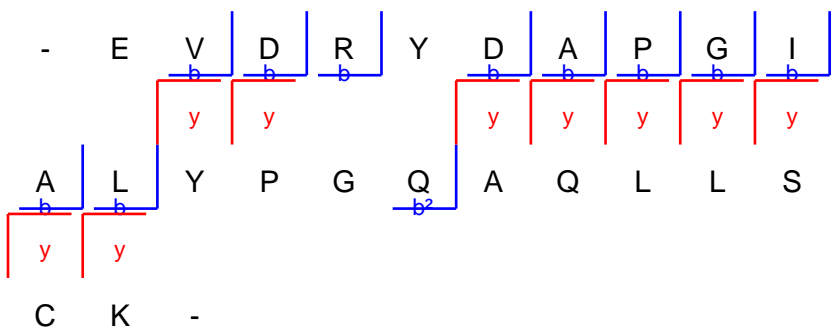 - E V D R Y D A P G I
b b b b b b b b
y y y y y y y
A L Y P G Q A Q L L S
b b b²
y y
C K -